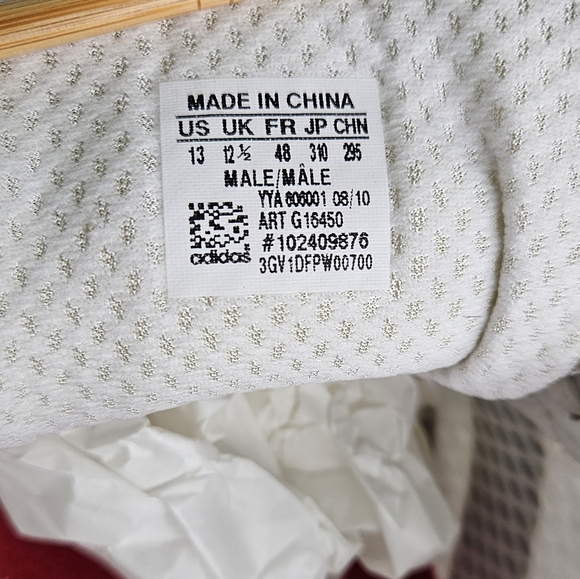 MADE IN CHINA
US UK FR JP CHN
13 12½ 48 310 295
MALE/MÂLE
YYA 606001 08/10
ART G16450
#102409876
adidas 3GV1DFPW00700